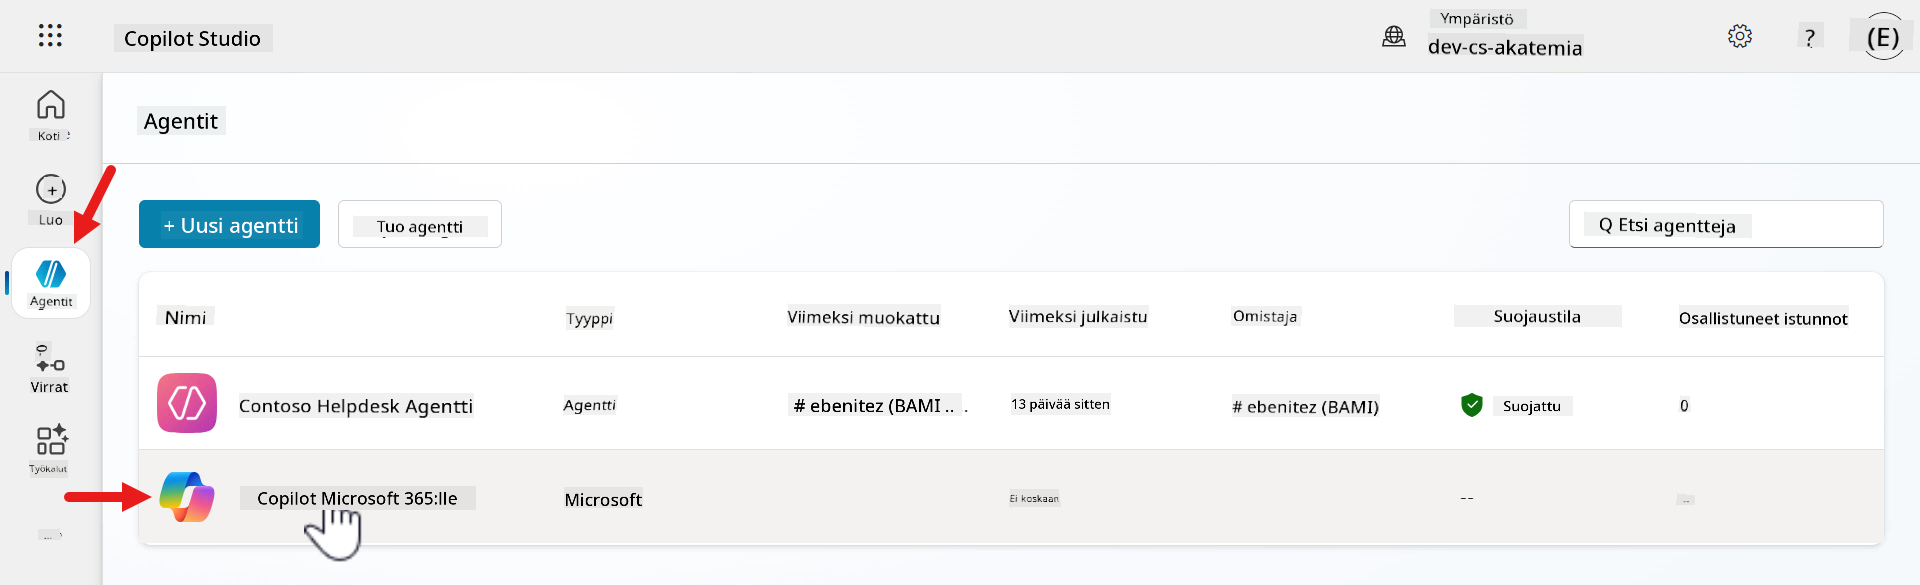 Copilot Studio
Ympäristö
dev-cs-akatemia
?
(E)
Koti
Luo
Agentit
Virrat
Työkalut
...
Agentit
+ Uusi agentti
Tuo agentti
Q Etsi agentteja
Nimi
Tyyppi
Viimeksi muokattu
Viimeksi julkaistu
Omistaja
Suojaustila
Osallistuneet istunnot
Contoso Helpdesk Agentti
Agentti
# ebenitez (BAMI .. .
13 päivää sitten
# ebenitez (BAMI)
Suojattu
0
Copilot Microsoft 365:lle
Microsoft
Ei koskaan
--
--